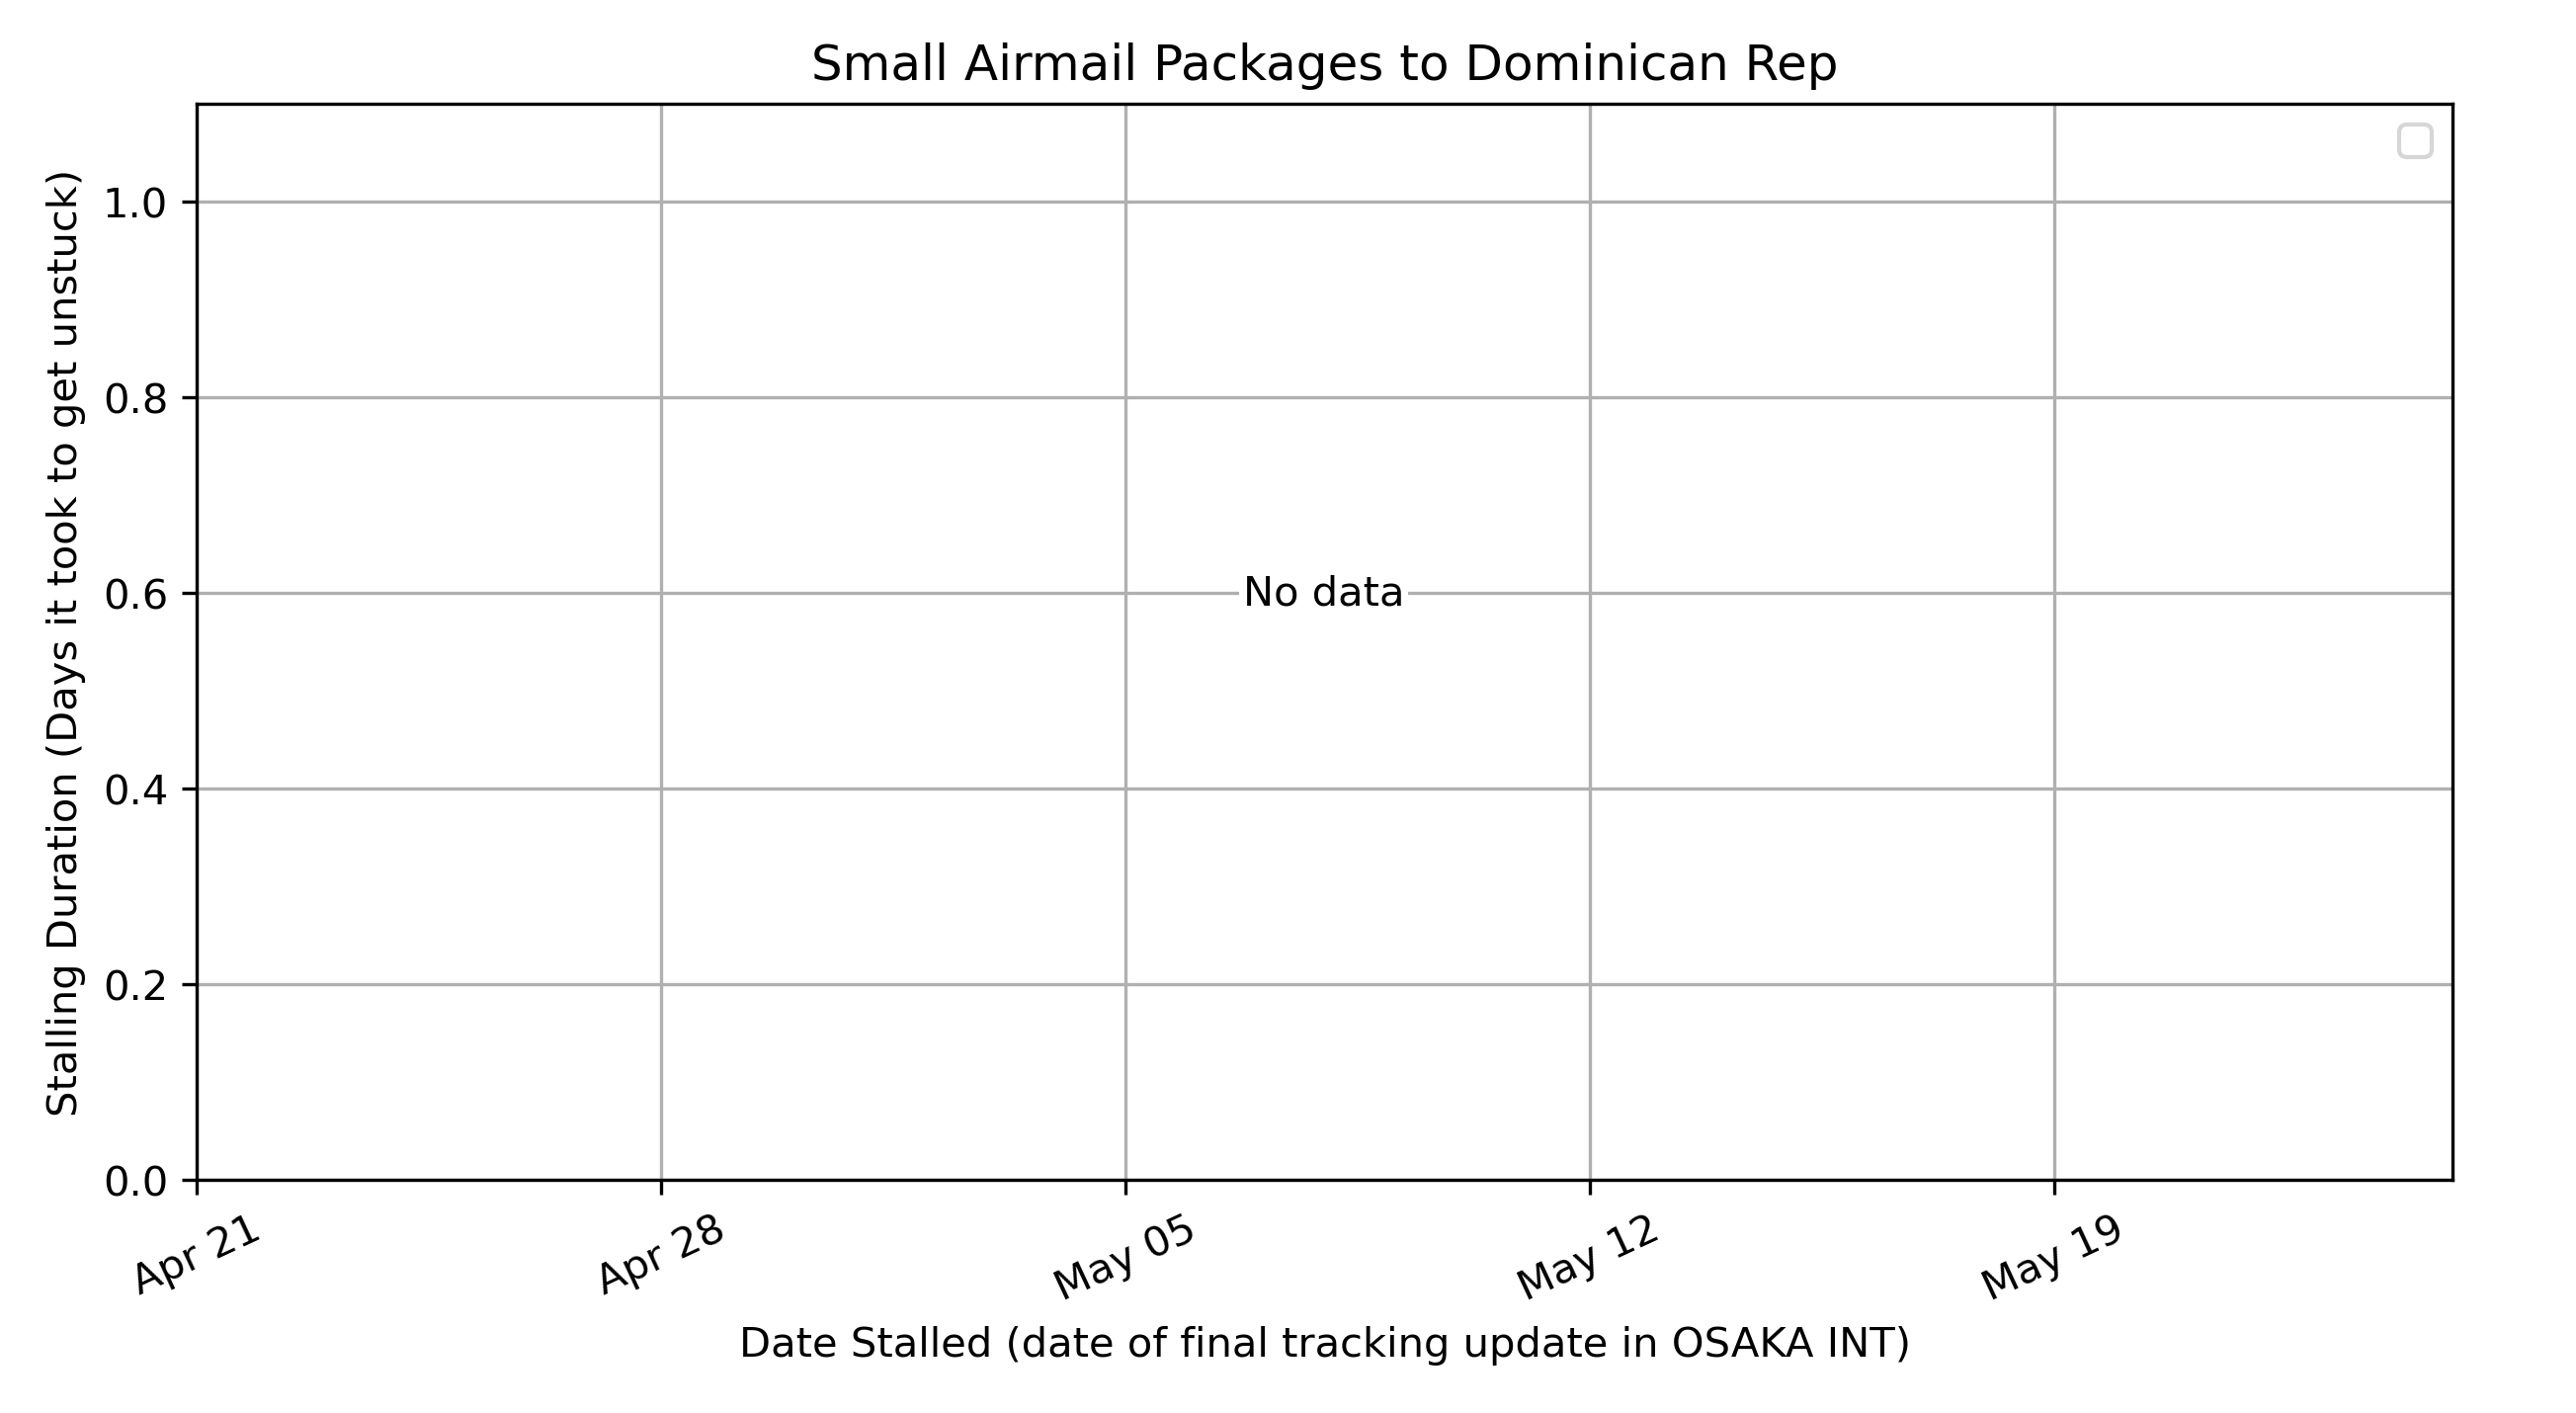 Small Airmail Packages to Dominican Rep
Stalling Duration (Days it took to get unstuck)
1.0
0.8
0.6
0.4
0.2
0.0
No data
Apr 21
Apr 28
May 05
May 12
May 19
Date Stalled (date of final tracking update in OSAKA INT)